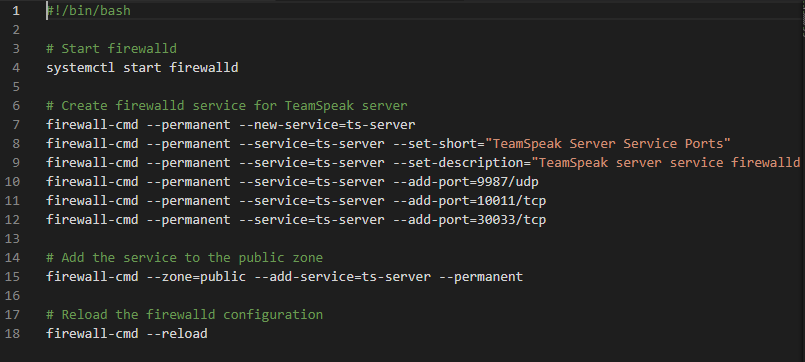 1 #!/bin/bash
2
3 # Start firewalld
4 systemctl start firewalld
5
6 # Create firewalld service for TeamSpeak server
7 firewall-cmd --permanent --new-service=ts-server
8 firewall-cmd --permanent --service=ts-server --set-short="TeamSpeak Server Service Ports"
9 firewall-cmd --permanent --service=ts-server --set-description="TeamSpeak server service firewalld
10 firewall-cmd --permanent --service=ts-server --add-port=9987/udp
11 firewall-cmd --permanent --service=ts-server --add-port=10011/tcp
12 firewall-cmd --permanent --service=ts-server --add-port=30033/tcp
13
14 # Add the service to the public zone
15 firewall-cmd --zone=public --add-service=ts-server --permanent
16
17 # Reload the firewalld configuration
18 firewall-cmd --reload